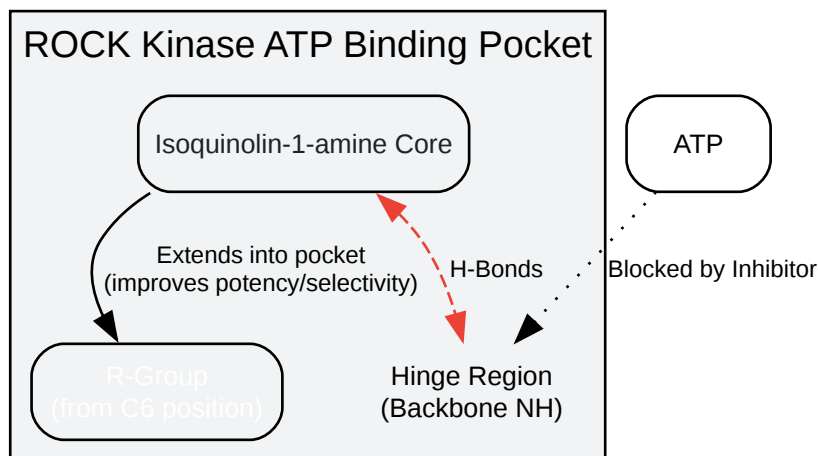 ROCK Kinase ATP Binding Pocket
Isoquinolin-1-amine Core
ATP
Extends into pocket
(improves potency/selectivity)
H-Bonds
Blocked by Inhibitor
R-Group
(from C6 position)
Hinge Region
(Backbone NH)